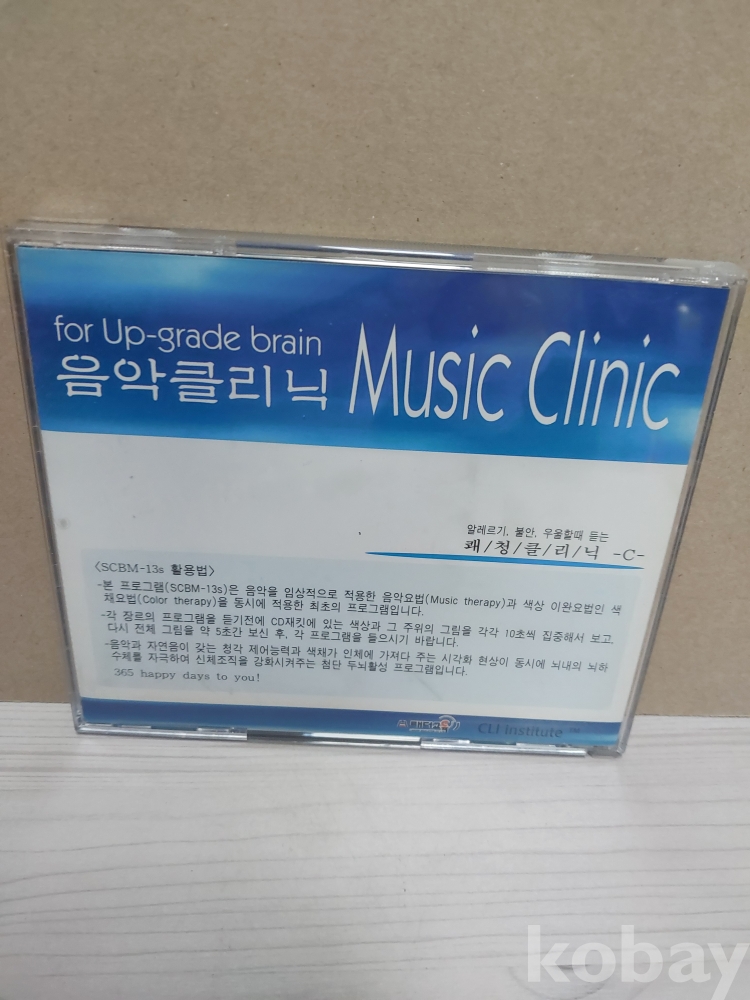 for Up-grade brain
음악클리닉 Music Clinic
알레르기, 불안, 우울할때 듣는
쾌/청/클/리/닉 -C-
<SCBM-13s 활용법>
-본 프로그램(SCBM-13s)은 음악을 임상적으로 적용한 음악요법(Music therapy)과 색상 이완요법인 색
채요법(Color therapy)을 동시에 적용한 최초의 프로그램입니다.
-각 장르의 프로그램을 듣기전에 CD재킷에 있는 색상과 그 주위의 그림을 각각 10초씩 집중해서 보고,
다시 전체 그림을 약 5초간 보신 후, 각 프로그램을 들으시기 바랍니다.
-음악과 자연음이 갖는 청각 제어능력과 색채가 인체에 가져다 주는 시각화 현상이 동시에 뇌내의 뇌하
수체를 자극하여 신체조직을 강화시켜주는 첨단 두뇌활성 프로그램입니다.
365 happy days to you!
CLI Institute ™
kobay